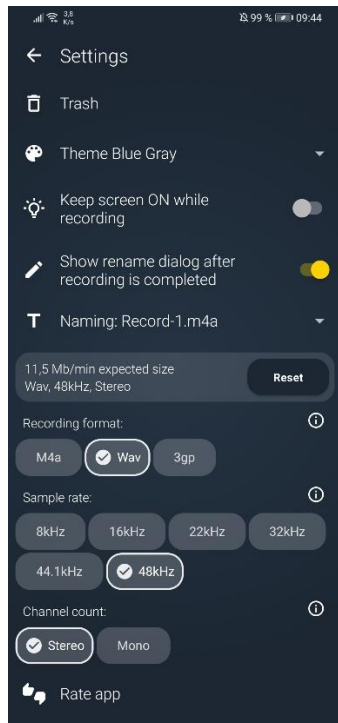 3,8
K/s
99 % 09:44
Settings
Trash
Theme Blue Gray
Keep screen ON while
recording
Show rename dialog after
recording is completed
Naming: Record-1.m4a
11,5 Mb/min expected size
Wav, 48kHz, Stereo
Reset
Recording format:
M4a Wav 3gp
Sample rate:
8kHz 16kHz 22kHz 32kHz
44.1kHz 48kHz
Channel count:
Stereo Mono
Rate app